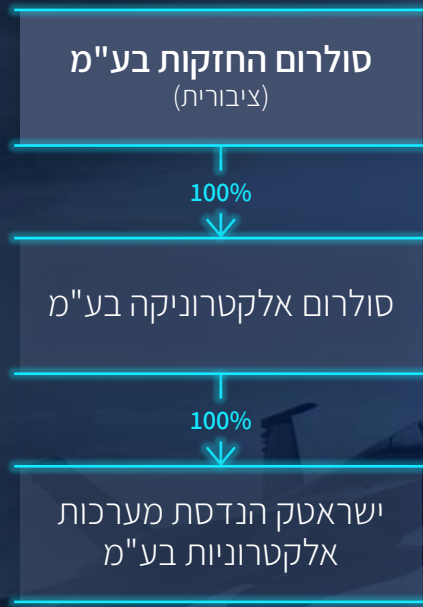 סולרום החזקות בע"מ
(ציבורית)
100%
סולרום אלקטרוניקה בע"מ
100%
ישראטק הנדסת מערכות
אלקטרוניות בע"מ